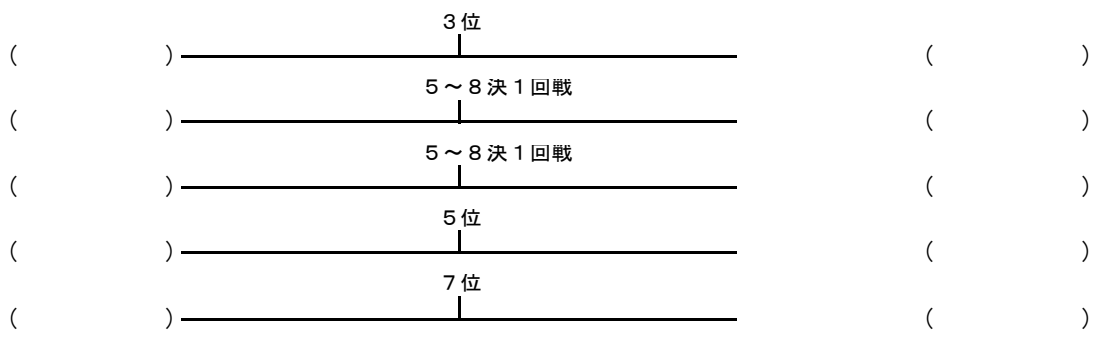 ３位
(　　　　　)　　　　　(　　　　　)
５～８決１回戦
(　　　　　)　　　　　(　　　　　)
５～８決１回戦
(　　　　　)　　　　　(　　　　　)
５位
(　　　　　)　　　　　(　　　　　)
７位
(　　　　　)　　　　　(　　　　　)